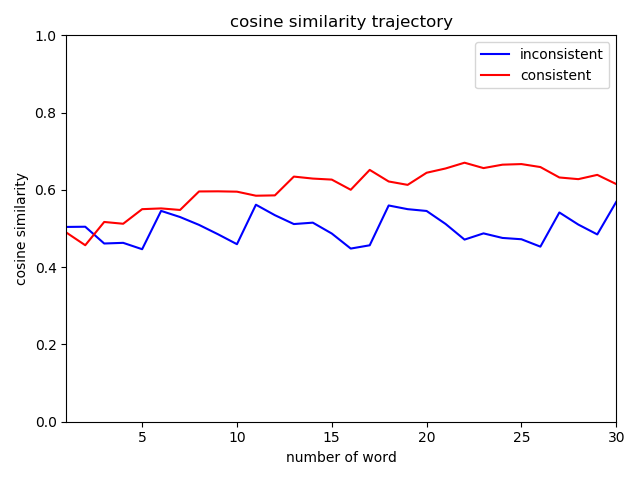 cosine similarity trajectory
inconsistent
consistent
1.0
0.8
0.6
0.4
0.2
0.0
cosine similarity
5
10
15
20
25
30
number of word